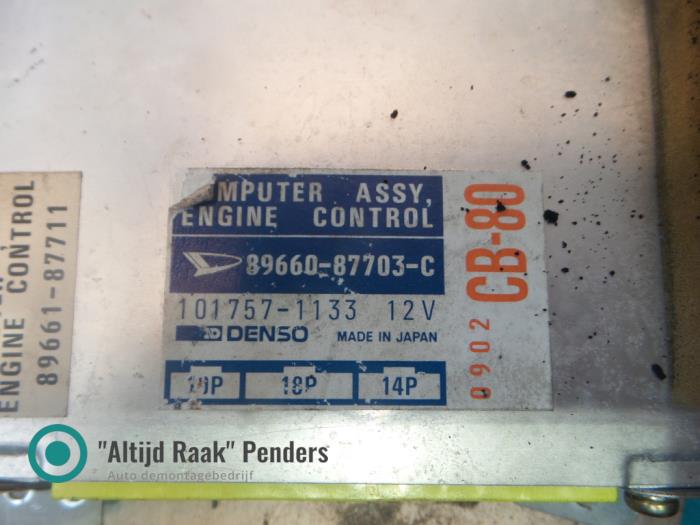 ENGINE CONTROL
89661-87711
MPUTER ASSY,
ENGINE CONTROL
89660-87703-C
101757-1133 12V
DENSO MADE IN JAPAN
10P 18P 14P
0902 CB-80
"Altijd Raak" Penders
Auto demontagebedrijf